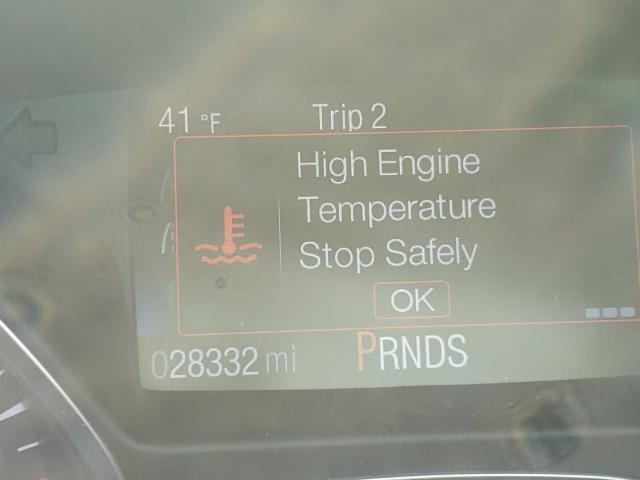 41 °F Trip 2
High Engine
Temperature
Stop Safely
OK
028332 mi PRNDS